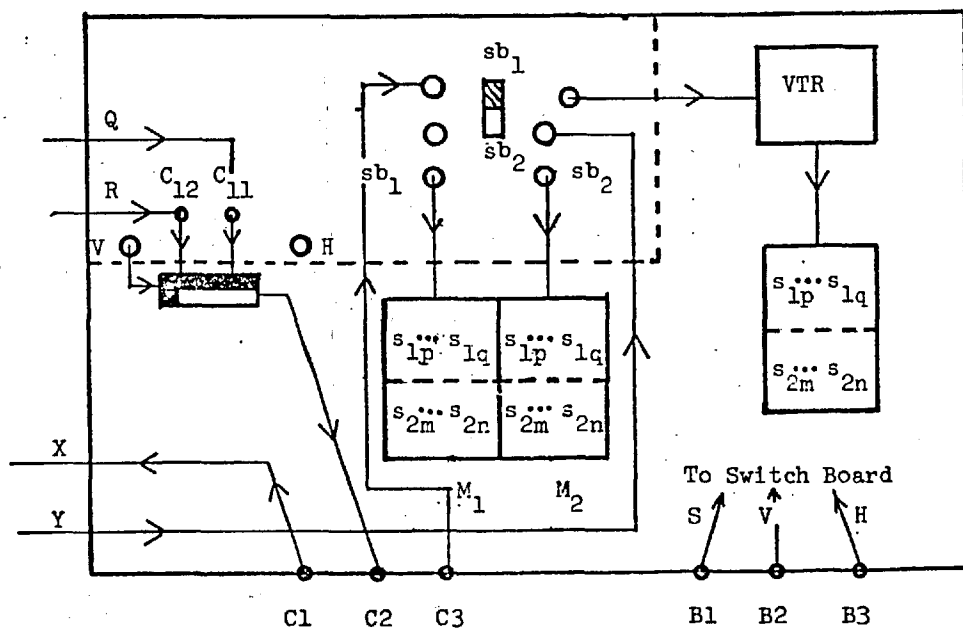 sb1
VTR
Q
sb2
R
C12
C11
sb1
sb2
V
H
s1p••• s1q
s1p••• s1q
s1p••• s1q
s2m••• s2n
s2m••• s2n
s2m••• s2n
X
M1
M2
To Switch Board
S
V
H
Y
C1
C2
C3
B1
B2
B3